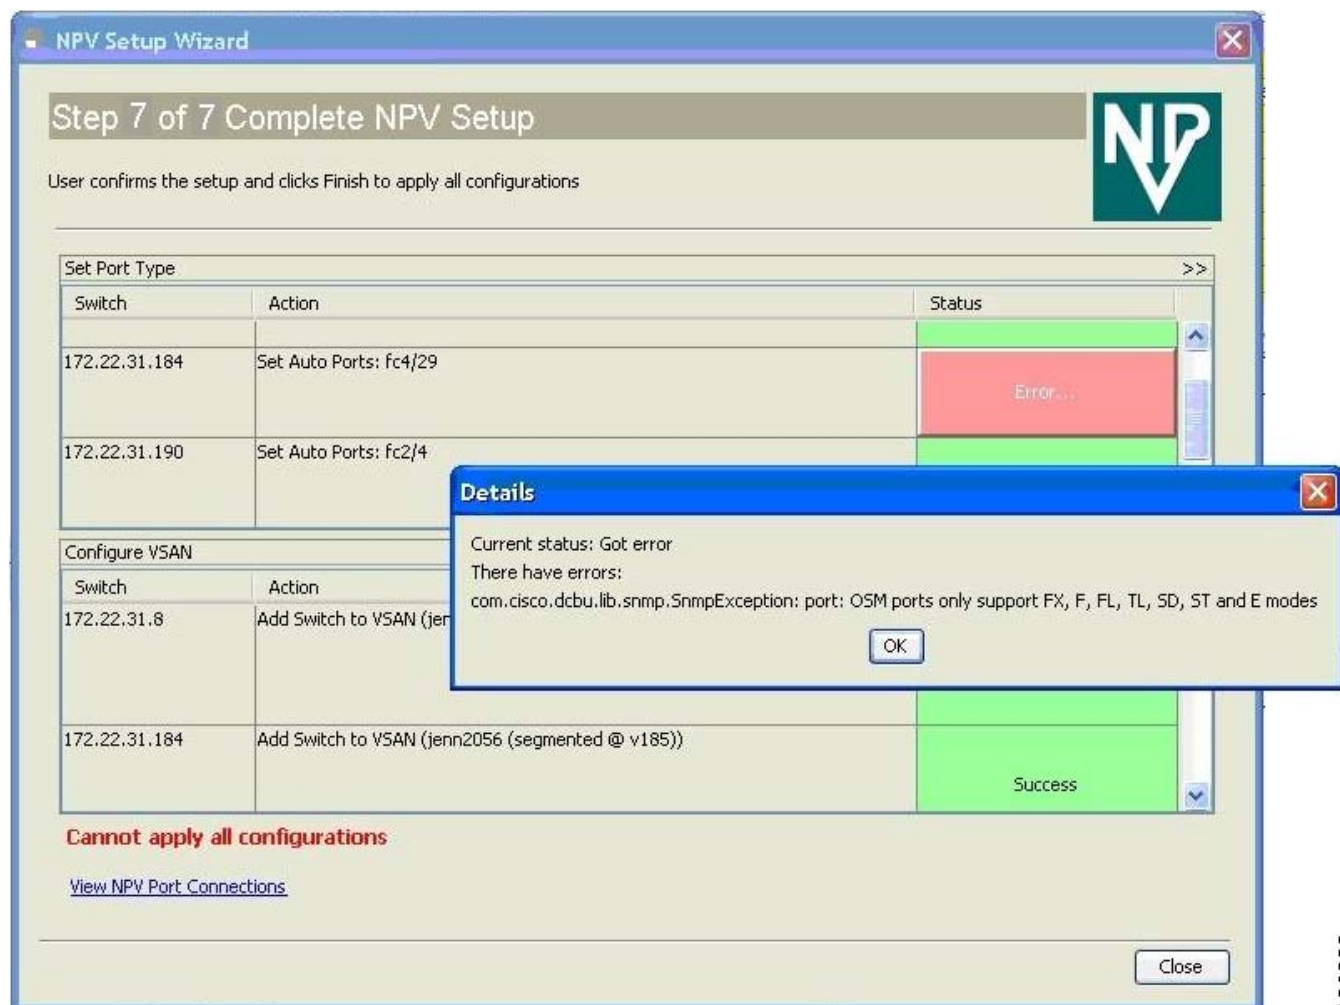 NPV Setup Wizard
Step 7 of 7 Complete NPV Setup
NPV
User confirms the setup and clicks Finish to apply all configurations
Set Port Type >>
Switch Action Status
172.22.31.184 Set Auto Ports: fc4/29 Error...
172.22.31.190 Set Auto Ports: fc2/4
Details
Current status: Got error
There have errors:
com.cisco.dcbu.lib.snmp.SnmpException: port: OSM ports only support FX, F, FL, TL, SD, ST and E modes
OK
Configure VSAN
Switch Action
172.22.31.8 Add Switch to VSAN (jen
172.22.31.184 Add Switch to VSAN (jenn2056 (segmented @ v185)) Success
Cannot apply all configurations
View NPV Port Connections
Close